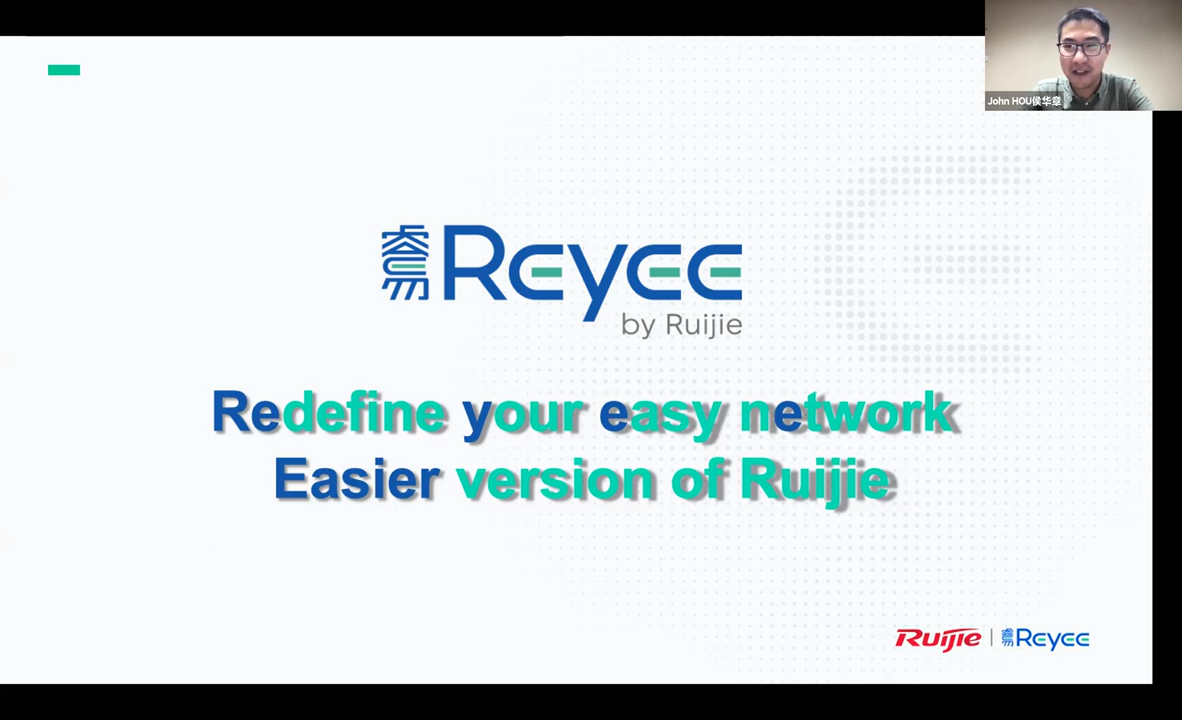 John HOU侯华章
睿易 Reyee
by Ruijie
Redefine your easy network
Easier version of Ruijie
Ruijie | 睿易 Reyee